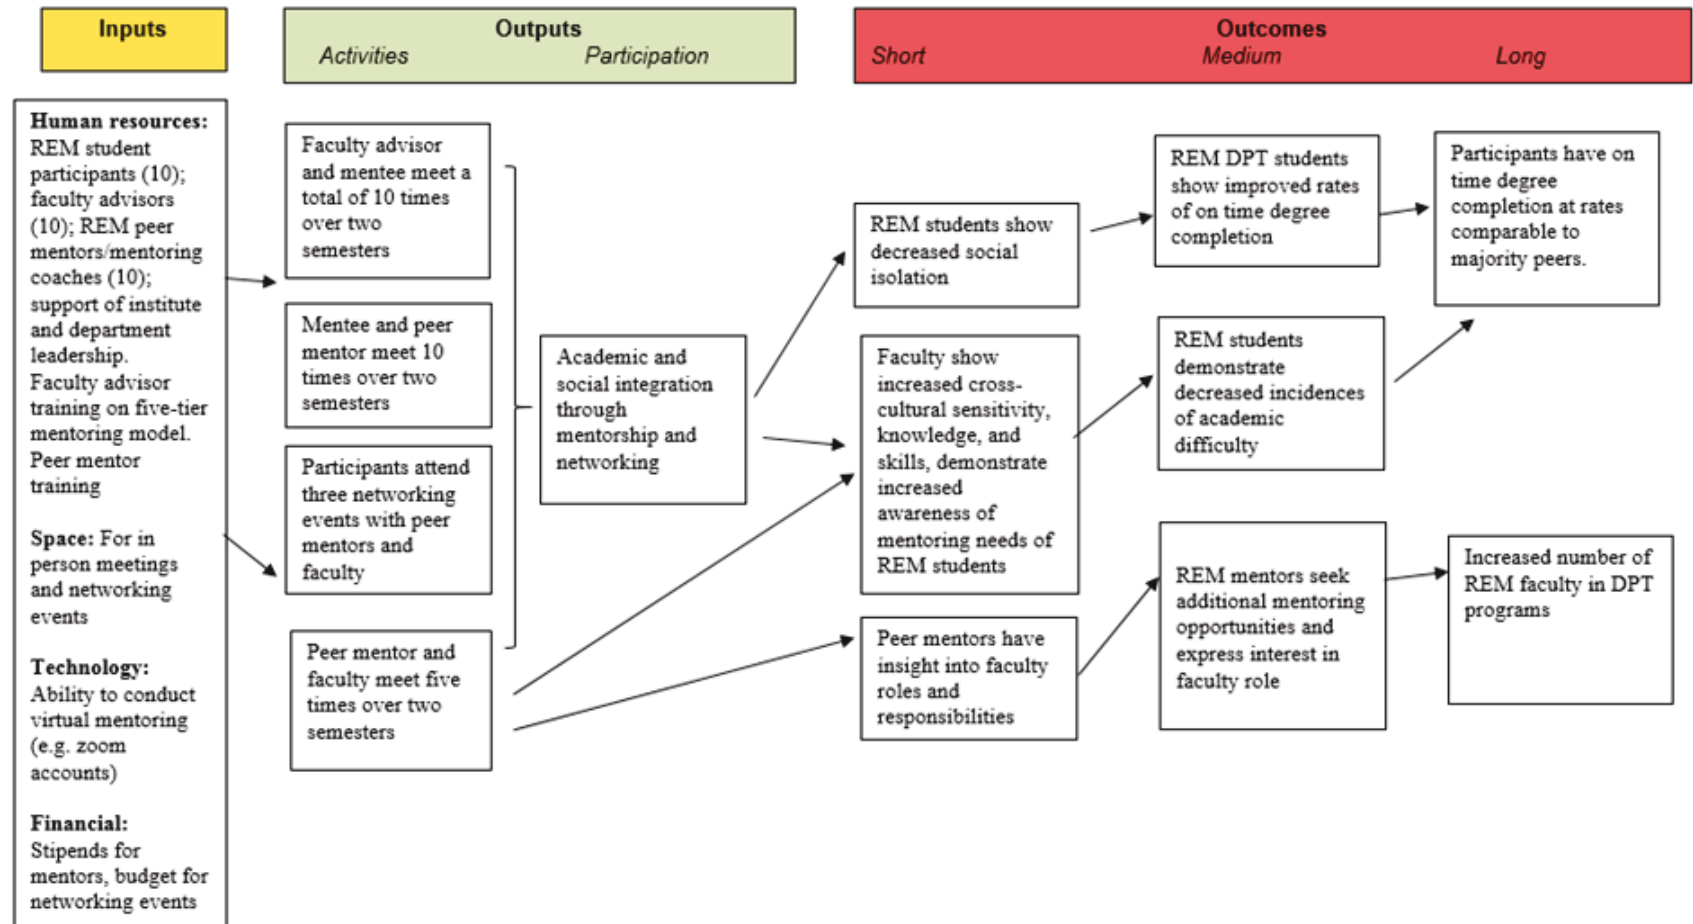 Inputs
Outputs
Activities
Participation
Outcomes
Short
Medium
Long
Human resources:
REM student
participants (10);
faculty advisors
(10); REM peer
mentors/mentoring
coaches (10);
support of institute
and department
leadership.
Faculty advisor
training on five-tier
mentoring model.
Peer mentor
training
Space: For in
person meetings
and networking
events
Technology:
Ability to conduct
virtual mentoring
(e.g. zoom
accounts)
Financial:
Stipends for
mentors, budget for
networking events
Faculty advisor
and mentee meet a
total of 10 times
over two
semesters
Mentee and peer
mentor meet 10
times over two
semesters
Participants attend
three networking
events with peer
mentors and
faculty
Peer mentor and
faculty meet five
times over two
semesters
Academic and
social integration
through
mentorship and
networking
REM students show
decreased social
isolation
Faculty show
increased cross-
cultural sensitivity,
knowledge, and
skills, demonstrate
increased
awareness of
mentoring needs of
REM students
Peer mentors have
insight into faculty
roles and
responsibilities
REM DPT students
show improved rates
of on time degree
completion
REM students
demonstrate
decreased incidences
of academic
difficulty
REM mentors seek
additional mentoring
opportunities and
express interest in
faculty role
Participants have on
time degree
completion at rates
comparable to
majority peers.
Increased number of
REM faculty in DPT
programs